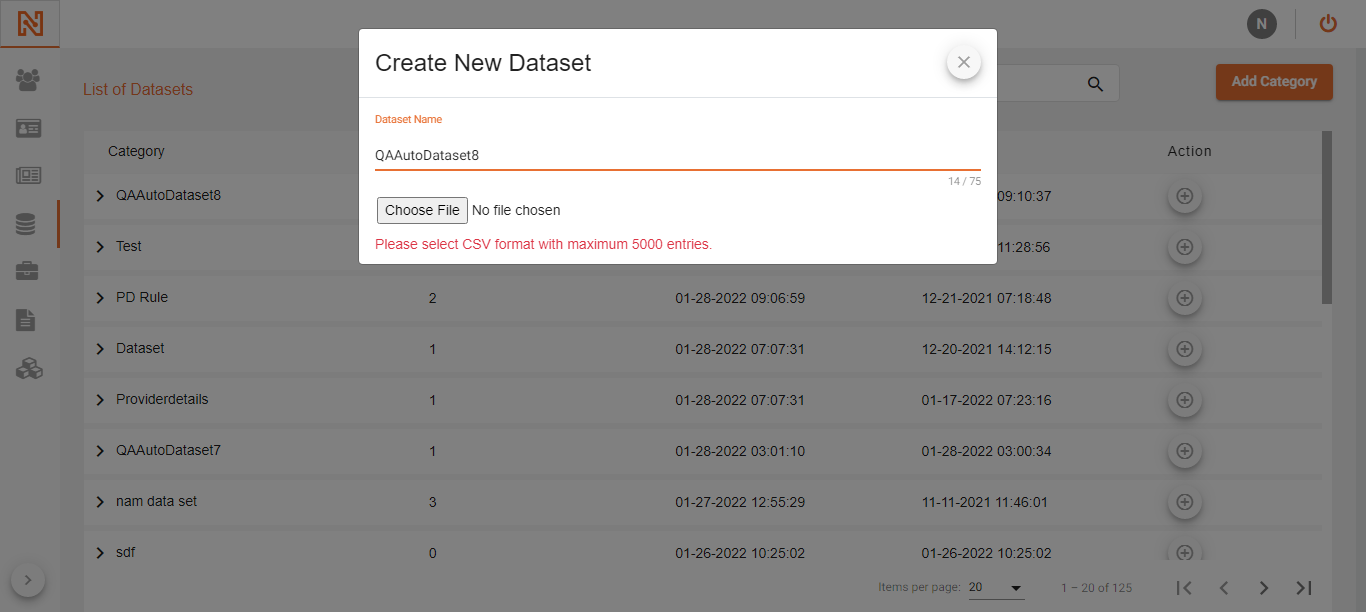 N
Create New Dataset
List of Datasets
Add Category
Dataset Name
Category
QAAutoDataset8
Action
14 / 75
QAAutoDataset8
09:10:37
Choose File No file chosen
Please select CSV format with maximum 5000 entries.
Test
11:28:56
PD Rule 2 01-28-2022 09:06:59 12-21-2021 07:18:48
Dataset 1 01-28-2022 07:07:31 12-20-2021 14:12:15
Providerdetails 1 01-28-2022 07:07:31 01-17-2022 07:23:16
QAAutoDataset7 1 01-28-2022 03:01:10 01-28-2022 03:00:34
nam data set 3 01-27-2022 12:55:29 11-11-2021 11:46:01
sdf 0 01-26-2022 10:25:02 01-26-2022 10:25:02
Items per page: 20 1 – 20 of 125